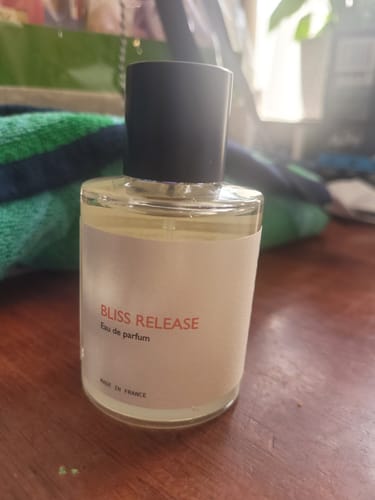 BLISS RELEASE
Eau de parfum
MADE IN FRANCE